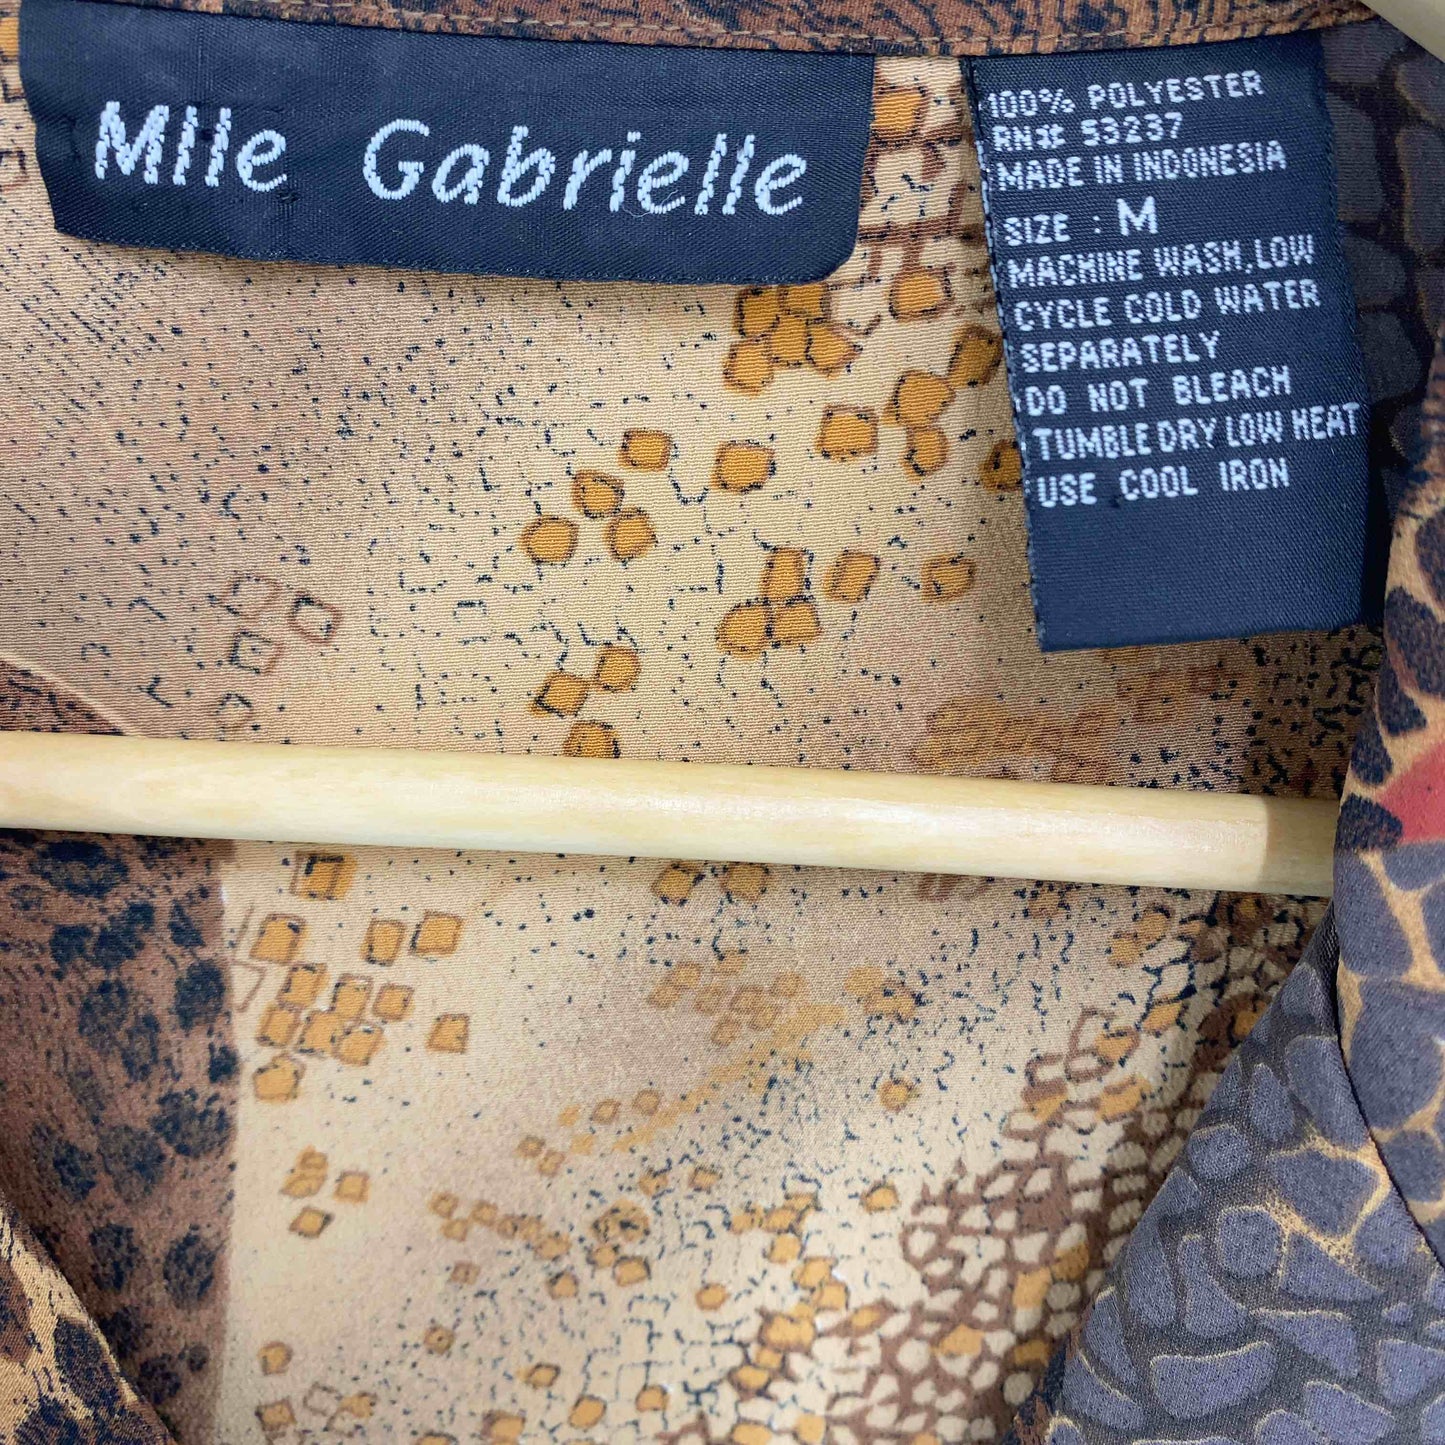 Mlle Gabrielle
100% POLYESTER
RN# 53237
MADE IN INDONESIA
SIZE : M
MACHINE WASH, LOW
CYCLE COLD WATER
SEPARATELY
DO NOT BLEACH
TUMBLE DRY LOW HEAT
USE COOL IRON